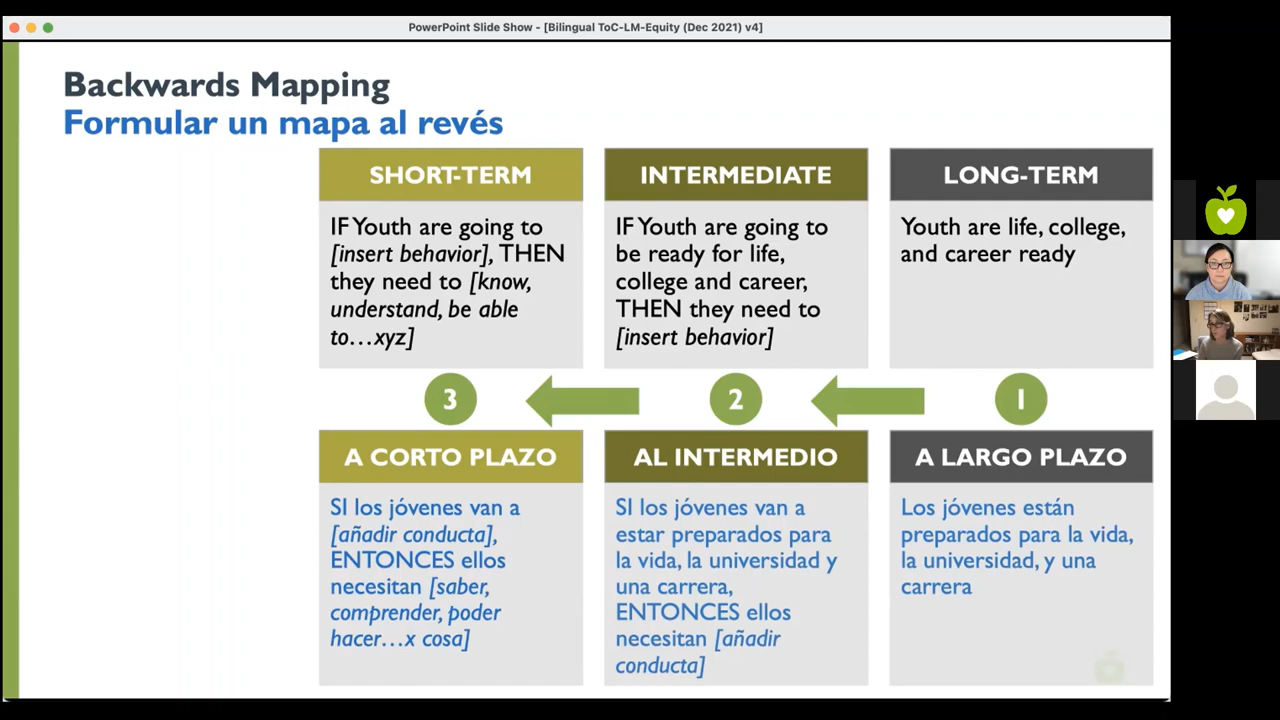 PowerPoint Slide Show - [Bilingual ToC-LM-Equity (Dec 2021) v4]
Backwards Mapping
Formular un mapa al revés
SHORT-TERM
IF Youth are going to
[insert behavior], THEN
they need to [know,
understand, be able
to…xyz]
INTERMEDIATE
IF Youth are going to
be ready for life,
college and career,
THEN they need to
[insert behavior]
LONG-TERM
Youth are life, college,
and career ready
3
2
1
A CORTO PLAZO
SI los jóvenes van a
[añadir conducta],
ENTONCES ellos
necesitan [saber,
comprender, poder
hacer…x cosa]
AL INTERMEDIO
SI los jóvenes van a
estar preparados para
la vida, la universidad y
una carrera,
ENTONCES ellos
necesitan [añadir
conducta]
A LARGO PLAZO
Los jóvenes están
preparados para la vida,
la universidad, y una
carrera